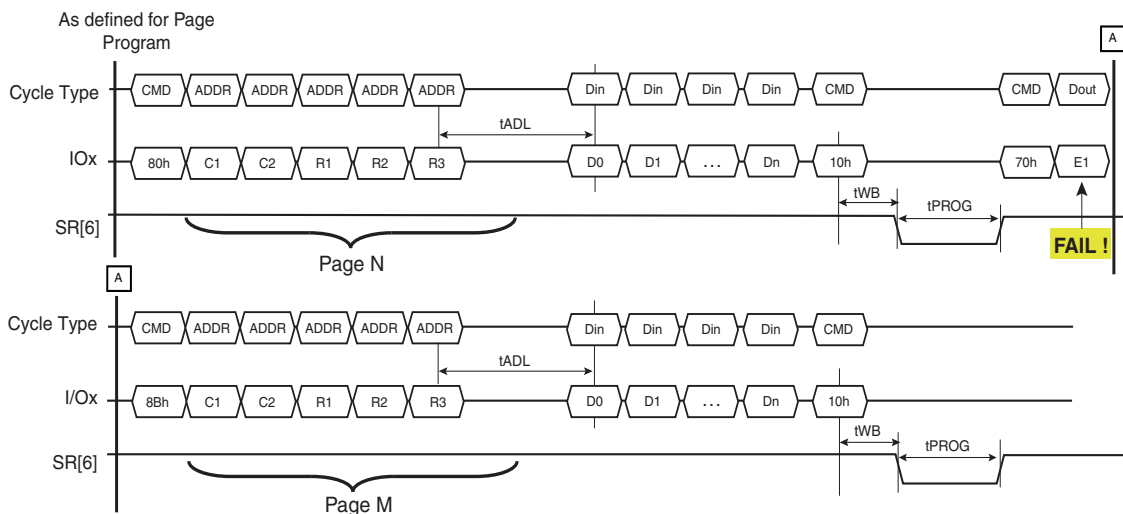 As defined for Page
Program
A
Cycle Type CMD ADDR ADDR ADDR ADDR ADDR Din Din Din Din CMD CMD Dout
tADL
IOx 80h C1 C2 R1 R2 R3 D0 D1 ... Dn 10h 70h E1
tWB tPROG
SR[6]
FAIL !
Page N
A
Cycle Type CMD ADDR ADDR ADDR ADDR ADDR Din Din Din Din CMD
tADL
I/Ox 8Bh C1 C2 R1 R2 R3 D0 D1 ... Dn 10h
tWB tPROG
SR[6]
Page M